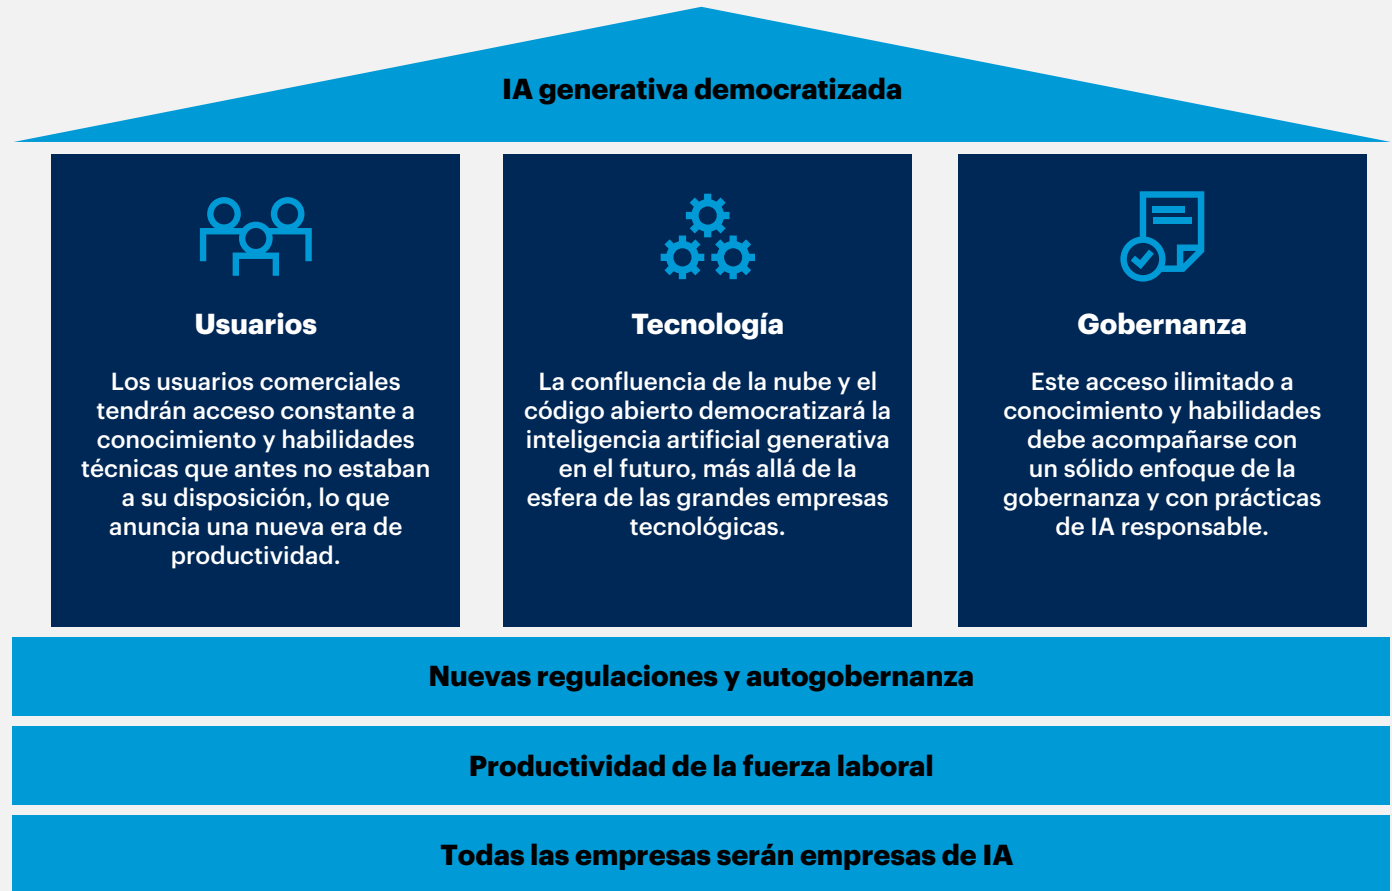 IA generativa democratizada
Usuarios
Los usuarios comerciales
tendrán acceso constante a
conocimiento y habilidades
técnicas que antes no estaban
a su disposición, lo que
anuncia una nueva era de
productividad.
Tecnología
La confluencia de la nube y el
código abierto democratizará la
inteligencia artificial generativa
en el futuro, más allá de la
esfera de las grandes empresas
tecnológicas.
Gobernanza
Este acceso ilimitado a
conocimiento y habilidades
debe acompañarse con
un sólido enfoque de la
gobernanza y con prácticas
de IA responsable.
Nuevas regulaciones y autogobernanza
Productividad de la fuerza laboral
Todas las empresas serán empresas de IA